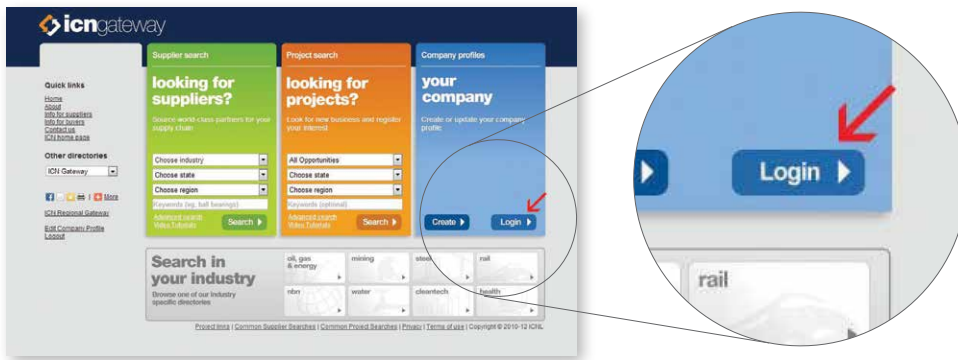 icngateway
Quick links
Home
About
Info for suppliers
Info for buyers
Contact us
ICN home page
Other directories
ICN Gateway
More
ICN Regional Gateway
Edit Company Profile
Logout
Supplier search
looking for
suppliers?
Source world-class partners for your
supply chain
Choose industry
Choose state
Choose region
Keywords (eg. ball bearings)
Advanced search
Video Tutorials
Search
Project search
looking for
projects?
Look for new business and register
your interest
All Opportunities
Choose state
Choose region
Keywords (optional)
Advanced search
Video Tutorials
Search
Company profiles
your
company
Create or update your company
profile
Create
Login
Search in
your industry
Browse one of our industry
specific directories
oil, gas
& energy
mining
steel
rail
nbn
water
cleantech
health
Project links | Common Supplier Searches | Common Project Searches | Privacy | Terms of use | Copyright © 2010-12 ICNL
Login
rail